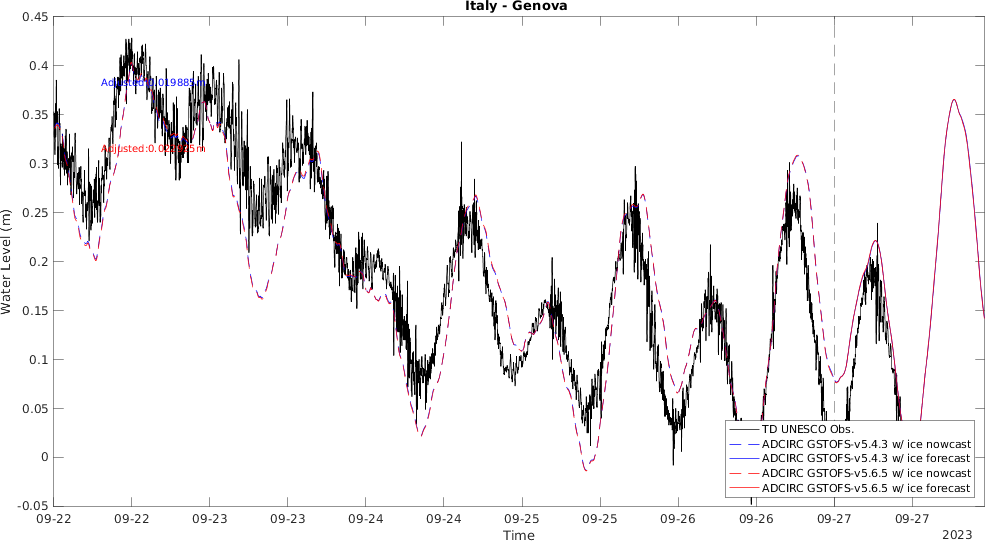 Italy - Genova
0.45
0.4
0.35
0.3
0.25
0.2
0.15
0.1
0.05
0
-0.05
Water Level (m)
Adjusted:0.019885m
Adjusted:
TD UNESCO Obs.
ADCIRC GSTOFS-v5.4.3 w/ ice nowcast
ADCIRC GSTOFS-v5.4.3 w/ ice forecast
ADCIRC GSTOFS-v5.6.5 w/ ice nowcast
ADCIRC GSTOFS-v5.6.5 w/ ice forecast
09-22 09-22 09-23 09-23 09-24 09-24 09-25 09-25 09-26 09-26 09-27 09-27
Time
2023